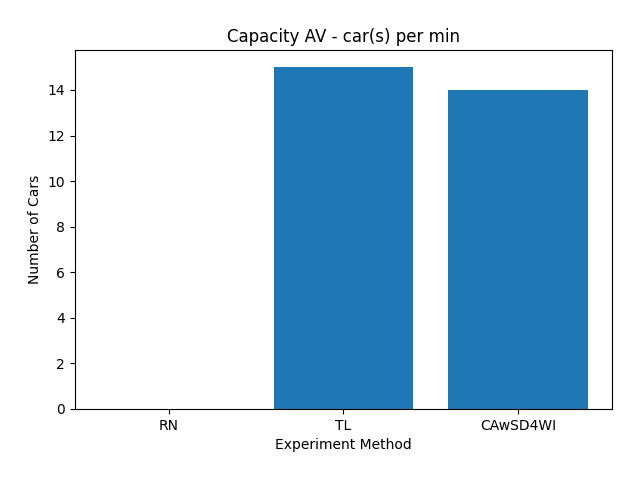 Capacity AV - car(s) per min
Number of Cars
14
12
10
8
6
4
2
0
RN
TL
CAwSD4WI
Experiment Method